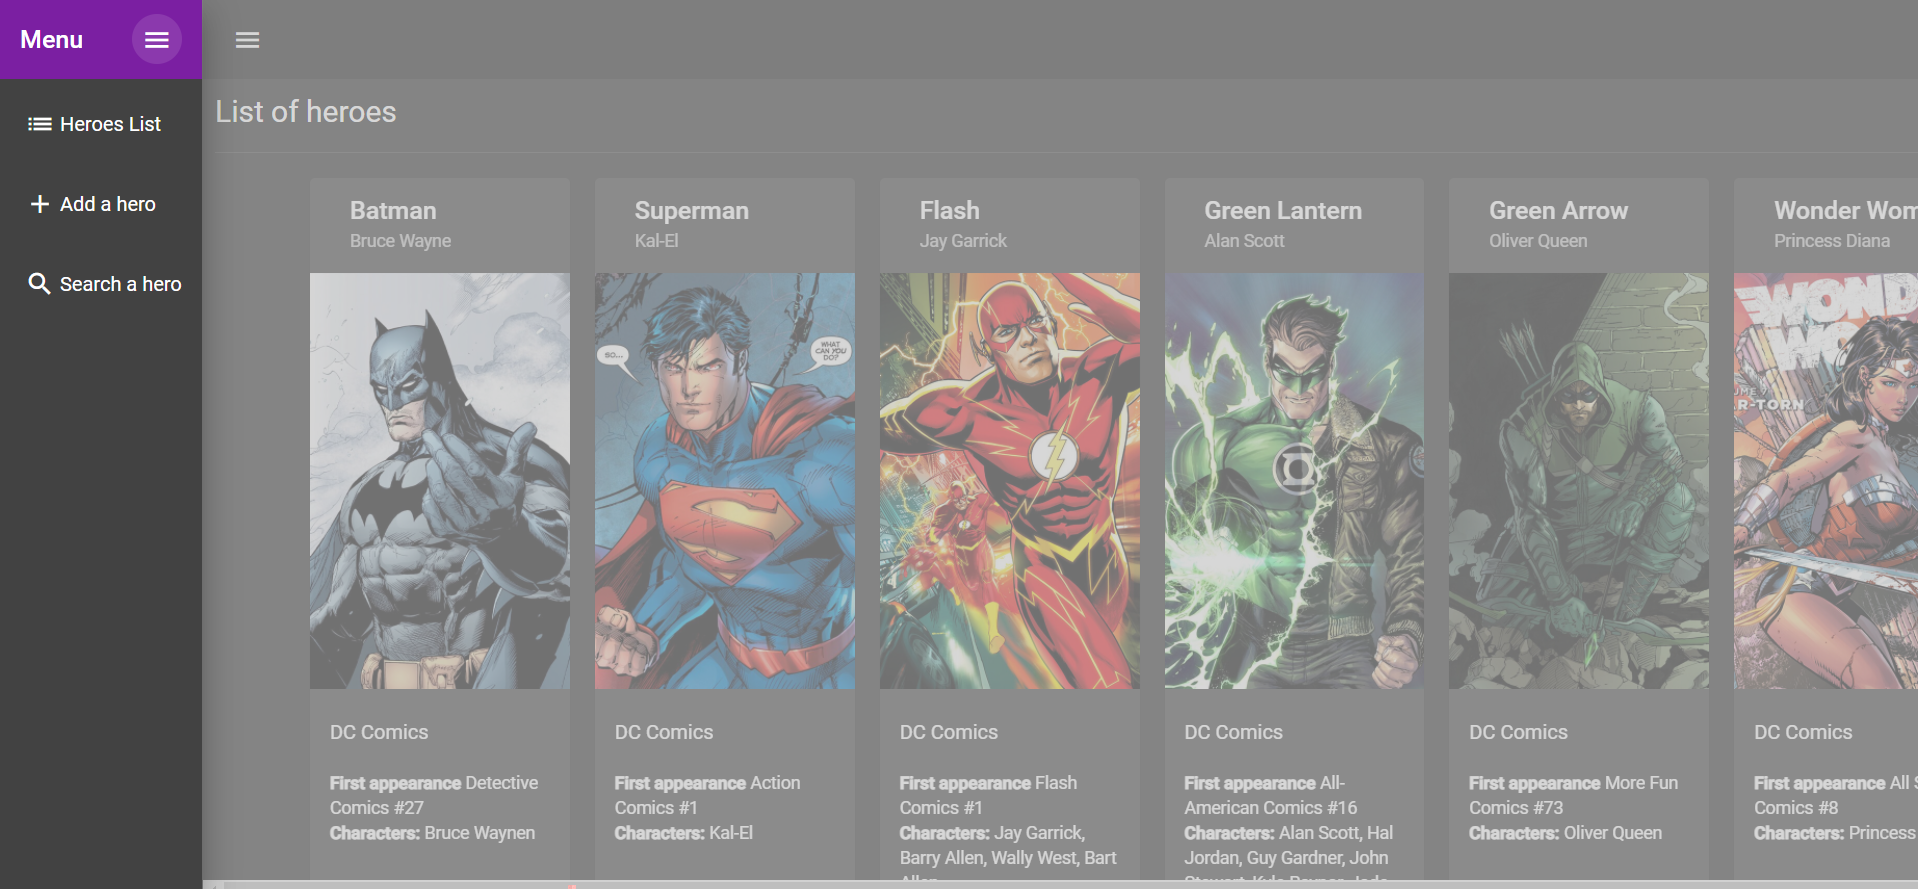 Menu
Heroes List
Add a hero
Search a hero
List of heroes
Batman
Bruce Wayne
SO...
WHAT
CAN YOU
DO?
DC Comics
First appearance Detective
Comics #27
Characters: Bruce Waynen
Superman
Kal-El
DC Comics
First appearance Action
Comics #1
Characters: Kal-El
Flash
Jay Garrick
DC Comics
First appearance Flash
Comics #1
Characters: Jay Garrick,
Barry Allen, Wally West, Bart
Green Lantern
Alan Scott
DC Comics
First appearance All-
American Comics #16
Characters: Alan Scott, Hal
Jordan, Guy Gardner, John
Green Arrow
Oliver Queen
DC Comics
First appearance More Fun
Comics #73
Characters: Oliver Queen
Wonder Wom
Princess Diana
WOND
WO
R-TORN
DC Comics
First appearance All S
Comics #8
Characters: Princess